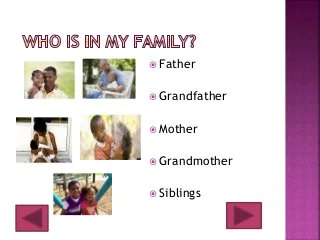 WHO IS IN MY FAMILY?
Father
Grandfather
Mother
Grandmother
Siblings